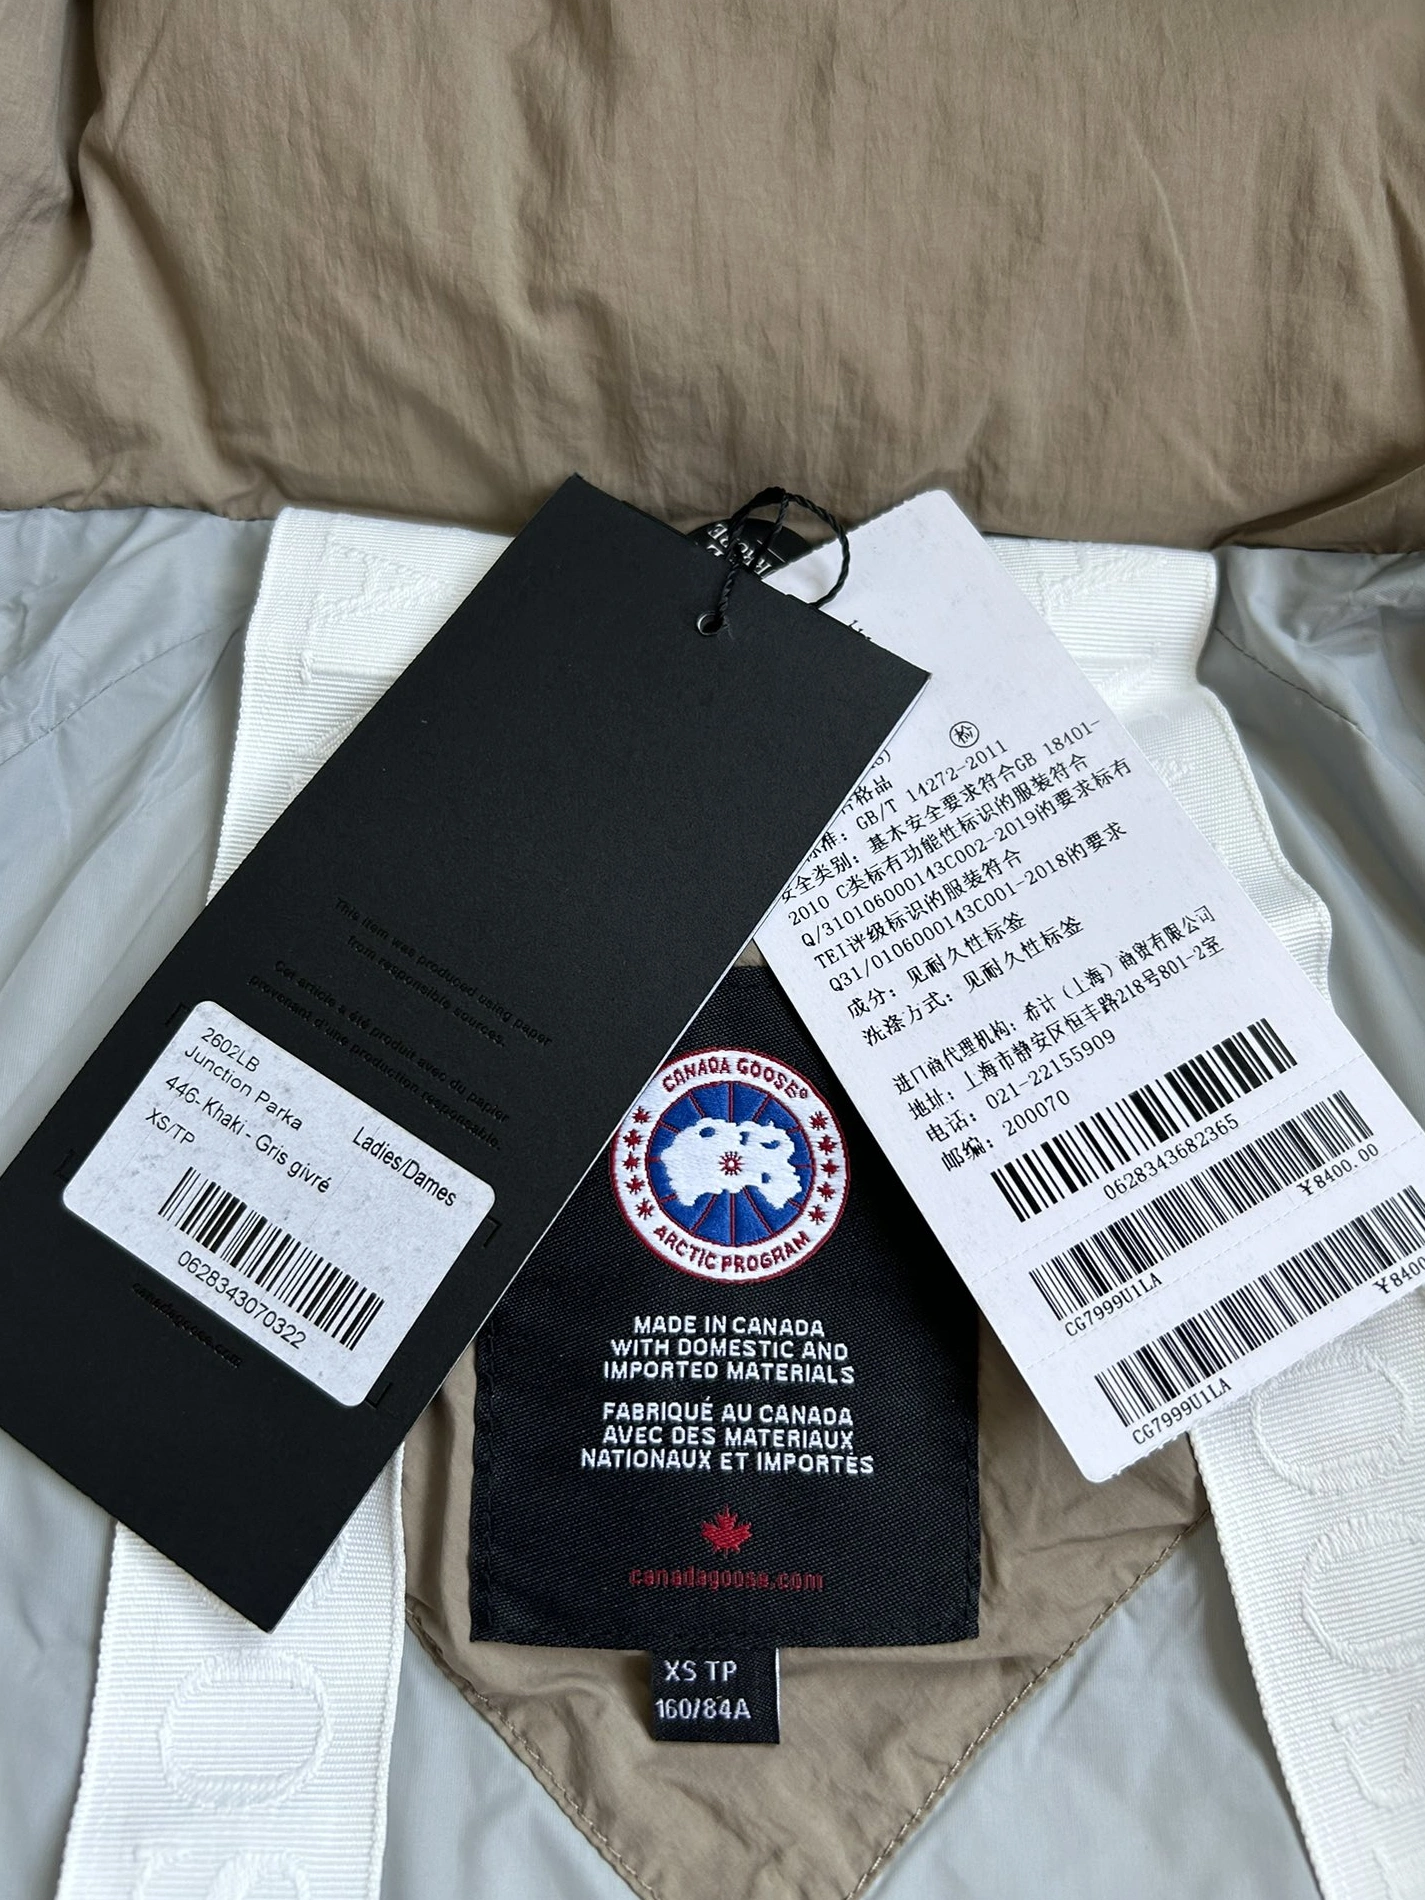 This item was produced using paper
from responsible sources.
Cet article a été produit avec du papier
provenant d'une production responsable.
2602LB
Junction Parka
Ladies/Dames
446- Khaki - Gris givré
XS/TP
0628343070322
canadagoose.com
检
格品
标准: GB/T 14272-2011
安全类别: 基本安全要求符合GB 18401-
2010 C类标有功能性标识的服装符合
Q/310106000143C002-2019的要求标有
TEI评级标识的服装符合
Q31/0106000143C001-2018的要求
成分: 见耐久性标签
洗涤方式: 见耐久性标签
进口商代理机构: 希计（上海）商贸有限公司
地址: 上海市静安区恒丰路218号801-2室
电话: 021-22155909
邮编: 200070
0628343682365
¥8400.00
CG7999U1LA
¥8400
CG7999U1LA
CANADA GOOSE®
ARCTIC PROGRAM
MADE IN CANADA
WITH DOMESTIC AND
IMPORTED MATERIALS
FABRIQUÉ AU CANADA
AVEC DES MATERIAUX
NATIONAUX ET IMPORTÉS
canadagoose.com
XS TP
160/84A